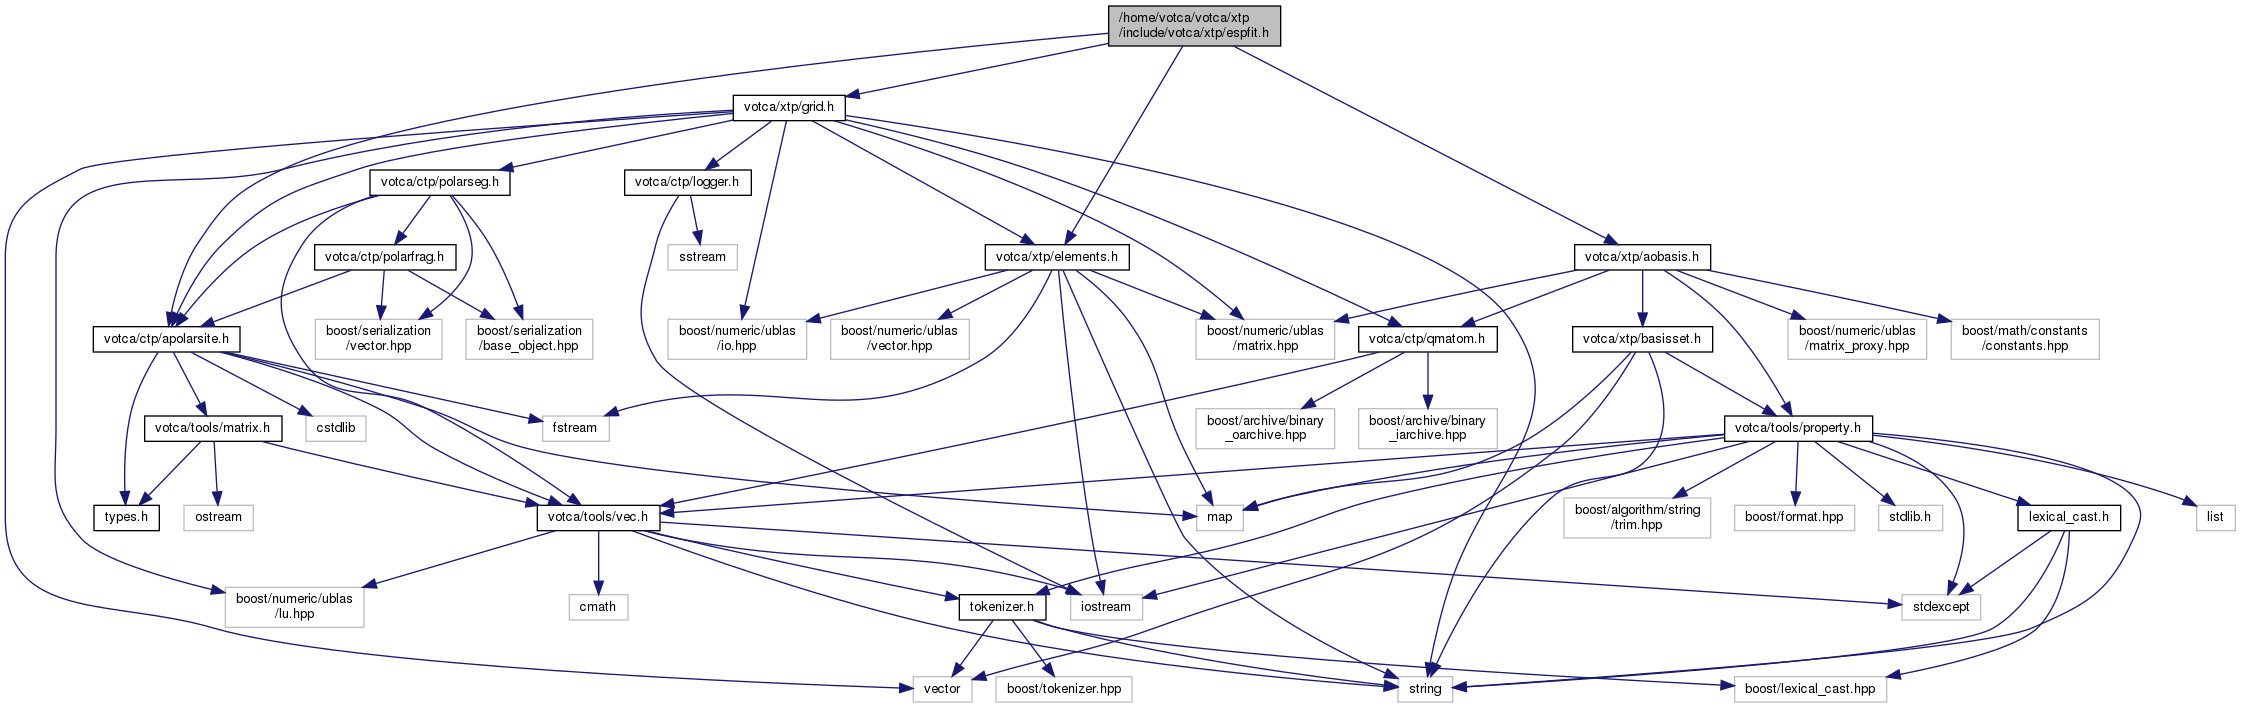 /home/votca/votca/xtp
/include/votca/xtp/espfit.h
votca/xtp/grid.h
votca/ctp/polarseg.h
votca/ctp/logger.h
votca/ctp/polarfrag.h
sstream
votca/xtp/elements.h
votca/xtp/aobasis.h
votca/ctp/apolarsite.h
boost/serialization
/vector.hpp
boost/serialization
/base_object.hpp
boost/numeric/ublas
/io.hpp
boost/numeric/ublas
/vector.hpp
boost/numeric/ublas
/matrix.hpp
votca/ctp/qmatom.h
votca/xtp/basisset.h
boost/numeric/ublas
/matrix_proxy.hpp
boost/math/constants
/constants.hpp
votca/tools/matrix.h
cstdlib
fstream
boost/archive/binary
_oarchive.hpp
boost/archive/binary
_iarchive.hpp
votca/tools/property.h
types.h
ostream
votca/tools/vec.h
map
boost/algorithm/string
/trim.hpp
boost/format.hpp
stdlib.h
lexical_cast.h
list
boost/numeric/ublas
/lu.hpp
cmath
tokenizer.h
iostream
stdexcept
vector
boost/tokenizer.hpp
string
boost/lexical_cast.hpp